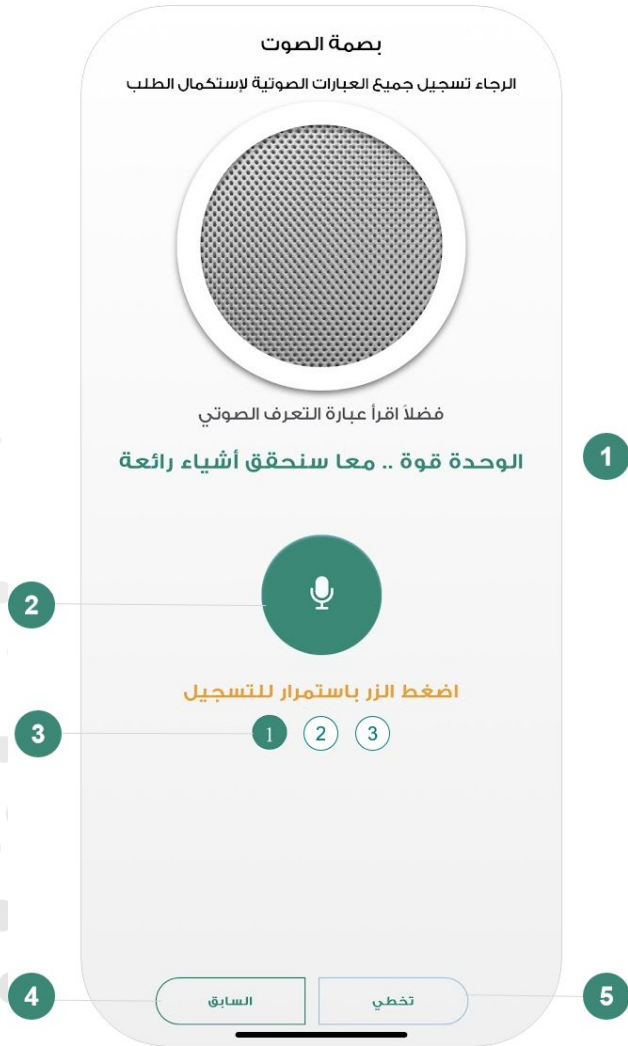 بصمة الصوت
الرجاء تسجيل جميع العبارات الصوتية لإستكمال الطلب
فضلاً اقرأ عبارة التعرف الصوتي
الوحدة قوة .. معا سنحقق أشياء رائعة
1
2
اضغط الزر باستمرار للتسجيل
3
1 2 3
4
السابق
تخطي
5